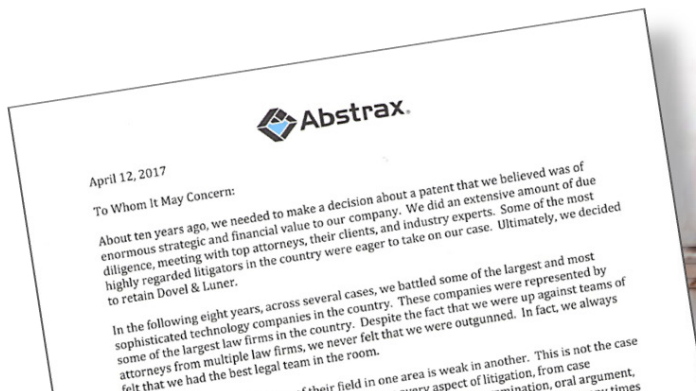 Abstrax®
April 12, 2017
To Whom It May Concern:
About ten years ago, we needed to make a decision about a patent that we believed was of
enormous strategic and financial value to our company. We did an extensive amount of due
diligence, meeting with top attorneys, their clients, and industry experts. Some of the most
highly regarded litigators in the country were eager to take on our case. Ultimately, we decided
to retain Dovel & Luner.
In the following eight years, across several cases, we battled some of the largest and most
sophisticated technology companies in the country. These companies were represented by
some of the largest law firms in the country. Despite the fact that we were up against teams of
attorneys from multiple law firms, we never felt that we were outgunned. In fact, we always
felt that we had the best legal team in the room.
of their field in one area is weak in another. This is not the case
every aspect of litigation, from case
oral argument,
times